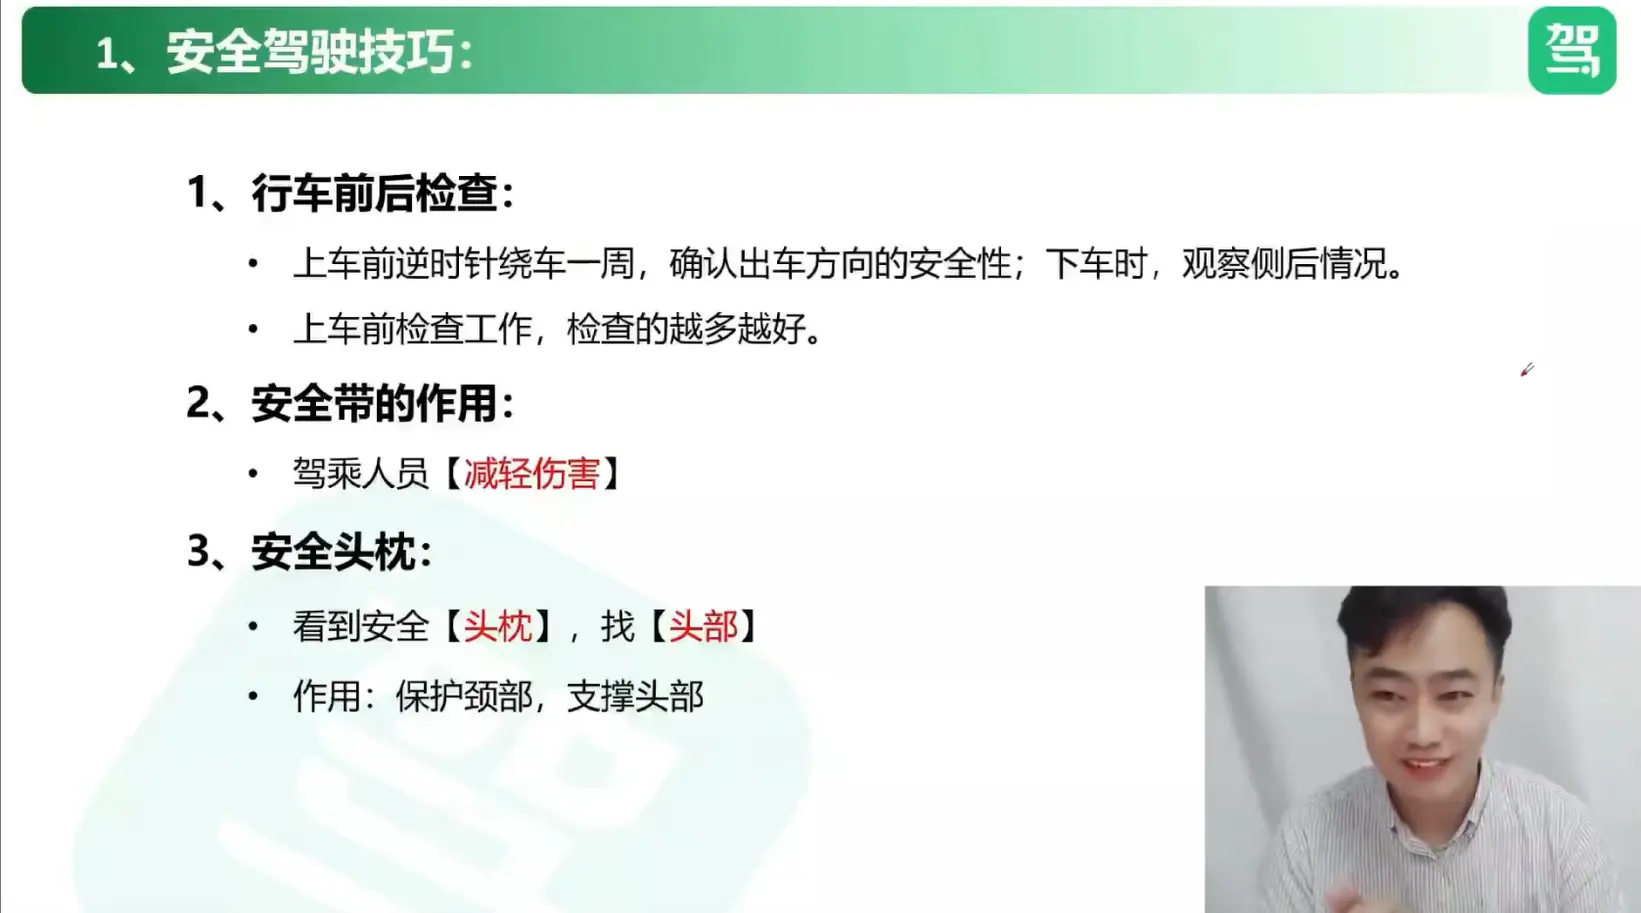 1、安全驾驶技巧：
驾
1、行车前后检查：
• 上车前逆时针绕车一周，确认出车方向的安全性；下车时，观察侧后情况。
• 上车前检查工作，检查的越多越好。
2、安全带的作用：
• 驾乘人员【减轻伤害】
3、安全头枕：
• 看到安全【头枕】，找【头部】
• 作用：保护颈部，支撑头部